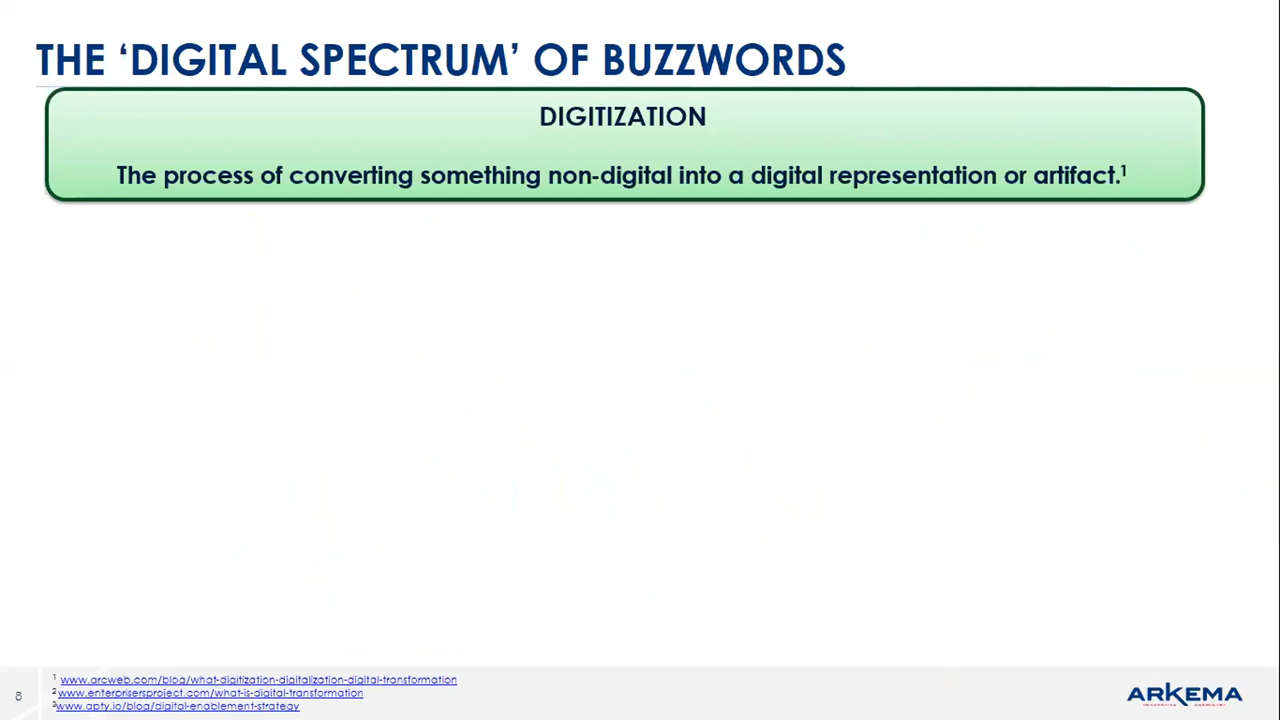 THE ‘DIGITAL SPECTRUM’ OF BUZZWORDS
DIGITIZATION
The process of converting something non-digital into a digital representation or artifact.1
1 www.arcweb.com/blog/what-digitization-digitalization-digital-transformation
2 www.enterprisersproject.com/what-is-digital-transformation
3www.apty.io/blog/digital-enablement-strategy
8
ARKEMA